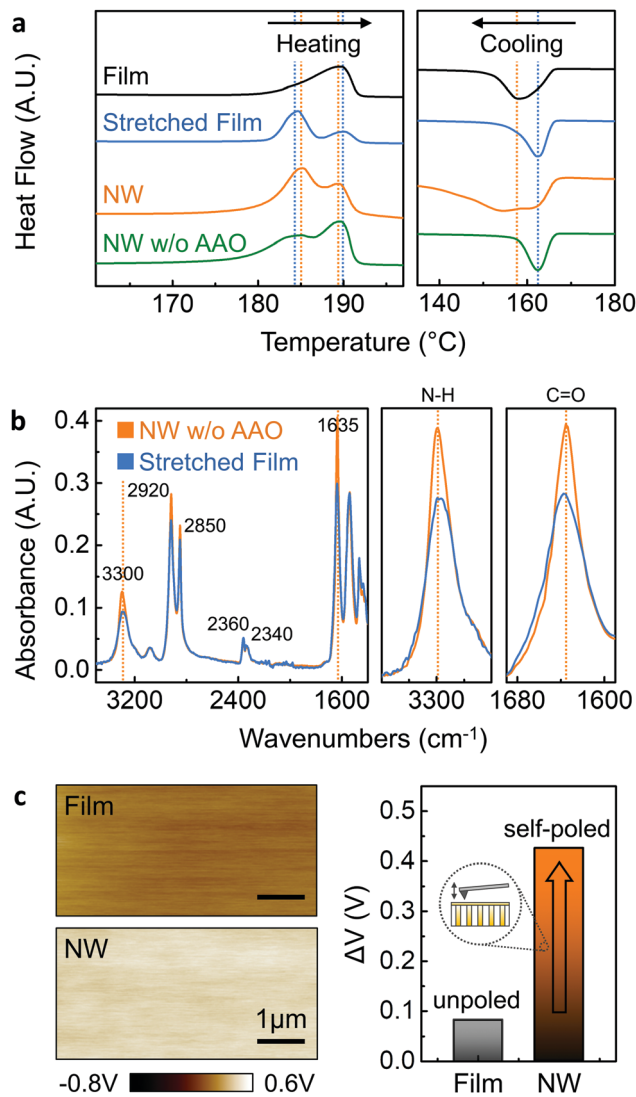 a
Heating
Cooling
Film
Stretched Film
NW
NW w/o AAO
Heat Flow (A.U.)
170 180 190
140 160 180
Temperature (°C)
b
N-H
C=O
NW w/o AAO
Stretched Film
0.4
0.3
0.2
0.1
0.0
Absorbance (A.U.)
3300
2920
2850
2360
2340
1635
3200 2400 1600
3300
1680 1600
Wavenumbers (cm⁻¹)
c
Film
NW
1µm
-0.8V 0.6V
0.5
0.4
0.3
0.2
0.1
0.0
ΔV (V)
self-poled
unpoled
Film NW